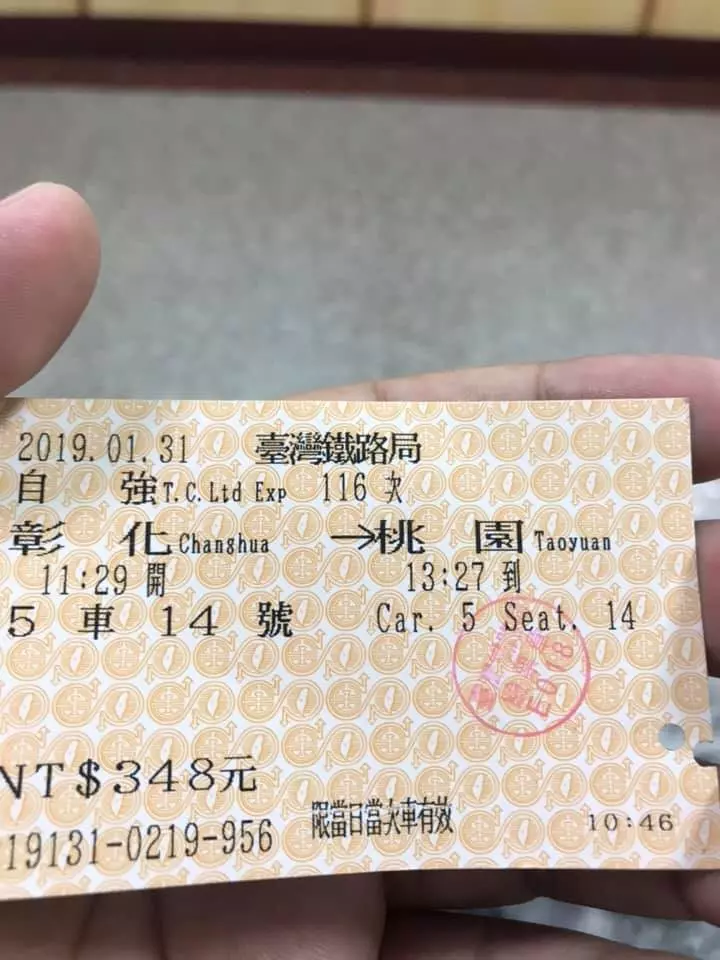 2019.01.31 臺灣鐵路局
自 強 T.C.Ltd Exp 116 次
彰 化 Changhua →桃 園 Taoyuan
11:29 開 13:27 到
5 車 14 號 Car. 5 Seat. 14
E018
NT$348元
19131-0219-956 限當日當次車有效 10:46